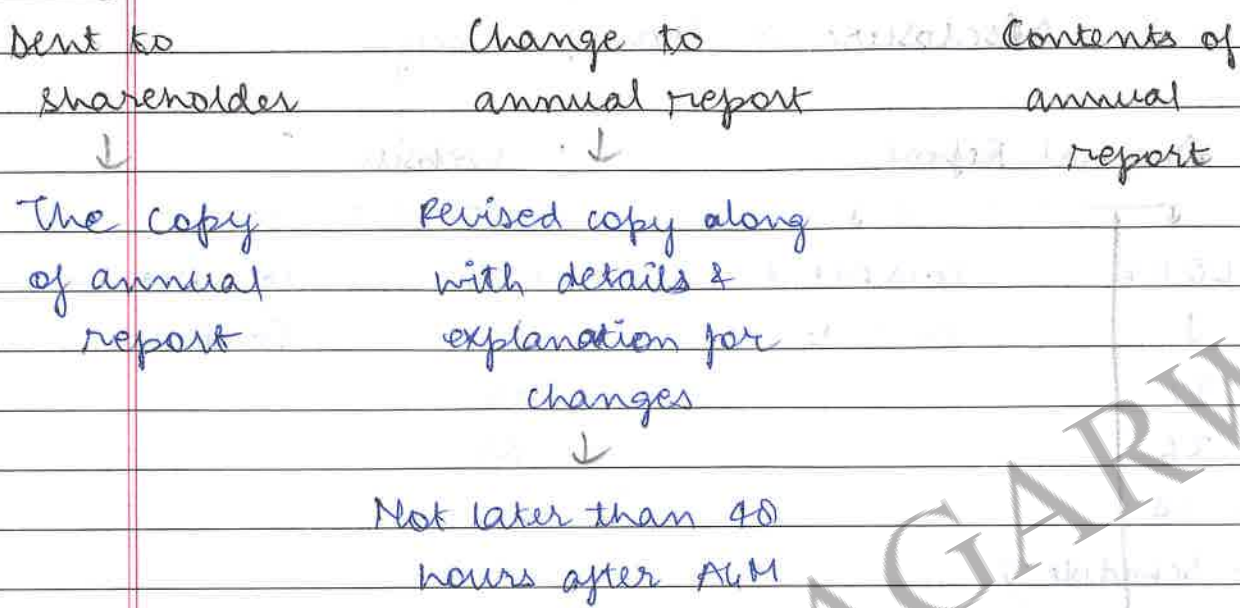 Sent to Change to Contents of
shareholder annual report annual
↓ ↓ report
The copy Revised copy along
of annual with details &
report explanation for
changes
↓
Not later than 48
hours after AGM